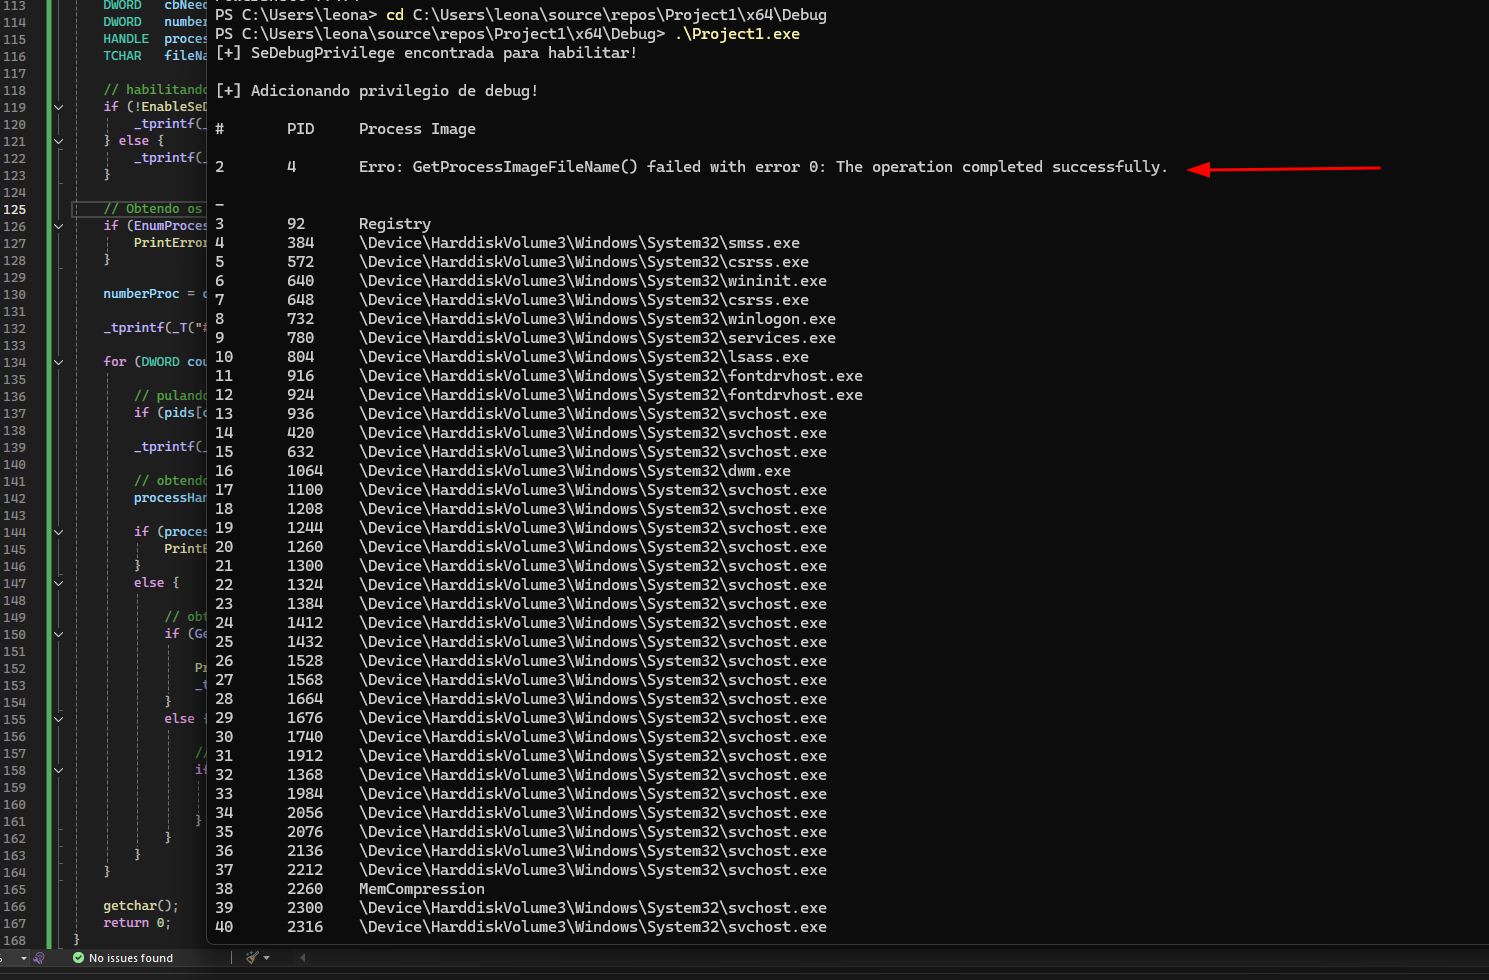 PS C:\Users\leona> cd C:\Users\leona\source\repos\Project1\x64\Debug
PS C:\Users\leona\source\repos\Project1\x64\Debug> .\Project1.exe
[+] SeDebugPrivilege encontrada para habilitar!
[+] Adicionando privilegio de debug!
# PID Process Image
2 4 Erro: GetProcessImageFileName() failed with error 0: The operation completed successfully.
-
3 92 Registry
4 384 \Device\HarddiskVolume3\Windows\System32\smss.exe
5 572 \Device\HarddiskVolume3\Windows\System32\csrss.exe
6 640 \Device\HarddiskVolume3\Windows\System32\wininit.exe
7 648 \Device\HarddiskVolume3\Windows\System32\csrss.exe
8 732 \Device\HarddiskVolume3\Windows\System32\winlogon.exe
9 780 \Device\HarddiskVolume3\Windows\System32\services.exe
10 804 \Device\HarddiskVolume3\Windows\System32\lsass.exe
11 916 \Device\HarddiskVolume3\Windows\System32\fontdrvhost.exe
12 924 \Device\HarddiskVolume3\Windows\System32\fontdrvhost.exe
13 936 \Device\HarddiskVolume3\Windows\System32\svchost.exe
14 420 \Device\HarddiskVolume3\Windows\System32\svchost.exe
15 632 \Device\HarddiskVolume3\Windows\System32\svchost.exe
16 1064 \Device\HarddiskVolume3\Windows\System32\dwm.exe
17 1100 \Device\HarddiskVolume3\Windows\System32\svchost.exe
18 1208 \Device\HarddiskVolume3\Windows\System32\svchost.exe
19 1244 \Device\HarddiskVolume3\Windows\System32\svchost.exe
20 1260 \Device\HarddiskVolume3\Windows\System32\svchost.exe
21 1300 \Device\HarddiskVolume3\Windows\System32\svchost.exe
22 1324 \Device\HarddiskVolume3\Windows\System32\svchost.exe
23 1384 \Device\HarddiskVolume3\Windows\System32\svchost.exe
24 1412 \Device\HarddiskVolume3\Windows\System32\svchost.exe
25 1432 \Device\HarddiskVolume3\Windows\System32\svchost.exe
26 1528 \Device\HarddiskVolume3\Windows\System32\svchost.exe
27 1568 \Device\HarddiskVolume3\Windows\System32\svchost.exe
28 1664 \Device\HarddiskVolume3\Windows\System32\svchost.exe
29 1676 \Device\HarddiskVolume3\Windows\System32\svchost.exe
30 1740 \Device\HarddiskVolume3\Windows\System32\svchost.exe
31 1912 \Device\HarddiskVolume3\Windows\System32\svchost.exe
32 1368 \Device\HarddiskVolume3\Windows\System32\svchost.exe
33 1984 \Device\HarddiskVolume3\Windows\System32\svchost.exe
34 2056 \Device\HarddiskVolume3\Windows\System32\svchost.exe
35 2076 \Device\HarddiskVolume3\Windows\System32\svchost.exe
36 2136 \Device\HarddiskVolume3\Windows\System32\svchost.exe
37 2212 \Device\HarddiskVolume3\Windows\System32\svchost.exe
38 2260 MemCompression
39 2300 \Device\HarddiskVolume3\Windows\System32\svchost.exe
40 2316 \Device\HarddiskVolume3\Windows\System32\svchost.exe
113 DWORD cbNee
114 DWORD number
115 HANDLE proces
116 TCHAR fileNa
117
118 // habilitando
119 if (!EnableSeD
120 _tprintf(_
121 } else {
122 _tprintf(_
123 }
124
125 // Obtendo os
126 if (EnumProces
127 PrintError
128 }
129
130 numberProc = c
131
132 _tprintf(_T("#
133
134 for (DWORD cou
135
136 // pulando
137 if (pids[c
138
139 _tprintf(_
140
141 // obtendo
142 processHan
143
144 if (proces
145 PrintE
146 }
147 else {
148
149 // obt
150 if (Ge
151
152 Pr
153 _t
154 }
155 else {
156
157 //
158 if
159
160
161 }
162 }
163 }
164 }
165
166 getchar();
167 return 0;
168 }
No issues found